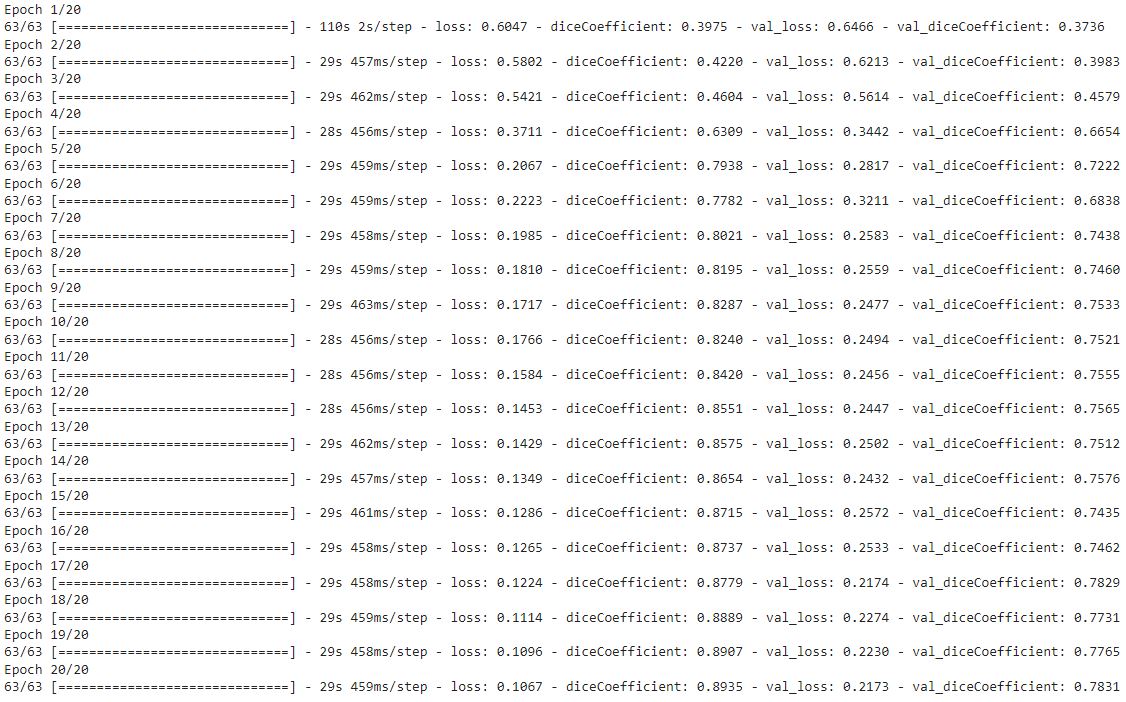 Epoch 1/20
63/63 [==============================] - 110s 2s/step - loss: 0.6047 - diceCoefficient: 0.3975 - val_loss: 0.6466 - val_diceCoefficient: 0.3736
Epoch 2/20
63/63 [==============================] - 29s 457ms/step - loss: 0.5802 - diceCoefficient: 0.4220 - val_loss: 0.6213 - val_diceCoefficient: 0.3983
Epoch 3/20
63/63 [==============================] - 29s 462ms/step - loss: 0.5421 - diceCoefficient: 0.4604 - val_loss: 0.5614 - val_diceCoefficient: 0.4579
Epoch 4/20
63/63 [==============================] - 28s 456ms/step - loss: 0.3711 - diceCoefficient: 0.6309 - val_loss: 0.3442 - val_diceCoefficient: 0.6654
Epoch 5/20
63/63 [==============================] - 29s 459ms/step - loss: 0.2067 - diceCoefficient: 0.7938 - val_loss: 0.2817 - val_diceCoefficient: 0.7222
Epoch 6/20
63/63 [==============================] - 29s 459ms/step - loss: 0.2223 - diceCoefficient: 0.7782 - val_loss: 0.3211 - val_diceCoefficient: 0.6838
Epoch 7/20
63/63 [==============================] - 29s 458ms/step - loss: 0.1985 - diceCoefficient: 0.8021 - val_loss: 0.2583 - val_diceCoefficient: 0.7438
Epoch 8/20
63/63 [==============================] - 29s 459ms/step - loss: 0.1810 - diceCoefficient: 0.8195 - val_loss: 0.2559 - val_diceCoefficient: 0.7460
Epoch 9/20
63/63 [==============================] - 29s 463ms/step - loss: 0.1717 - diceCoefficient: 0.8287 - val_loss: 0.2477 - val_diceCoefficient: 0.7533
Epoch 10/20
63/63 [==============================] - 28s 456ms/step - loss: 0.1766 - diceCoefficient: 0.8240 - val_loss: 0.2494 - val_diceCoefficient: 0.7521
Epoch 11/20
63/63 [==============================] - 28s 456ms/step - loss: 0.1584 - diceCoefficient: 0.8420 - val_loss: 0.2456 - val_diceCoefficient: 0.7555
Epoch 12/20
63/63 [==============================] - 28s 456ms/step - loss: 0.1453 - diceCoefficient: 0.8551 - val_loss: 0.2447 - val_diceCoefficient: 0.7565
Epoch 13/20
63/63 [==============================] - 29s 462ms/step - loss: 0.1429 - diceCoefficient: 0.8575 - val_loss: 0.2502 - val_diceCoefficient: 0.7512
Epoch 14/20
63/63 [==============================] - 29s 457ms/step - loss: 0.1349 - diceCoefficient: 0.8654 - val_loss: 0.2432 - val_diceCoefficient: 0.7576
Epoch 15/20
63/63 [==============================] - 29s 461ms/step - loss: 0.1286 - diceCoefficient: 0.8715 - val_loss: 0.2572 - val_diceCoefficient: 0.7435
Epoch 16/20
63/63 [==============================] - 29s 458ms/step - loss: 0.1265 - diceCoefficient: 0.8737 - val_loss: 0.2533 - val_diceCoefficient: 0.7462
Epoch 17/20
63/63 [==============================] - 29s 458ms/step - loss: 0.1224 - diceCoefficient: 0.8779 - val_loss: 0.2174 - val_diceCoefficient: 0.7829
Epoch 18/20
63/63 [==============================] - 29s 459ms/step - loss: 0.1114 - diceCoefficient: 0.8889 - val_loss: 0.2274 - val_diceCoefficient: 0.7731
Epoch 19/20
63/63 [==============================] - 29s 458ms/step - loss: 0.1096 - diceCoefficient: 0.8907 - val_loss: 0.2230 - val_diceCoefficient: 0.7765
Epoch 20/20
63/63 [==============================] - 29s 459ms/step - loss: 0.1067 - diceCoefficient: 0.8935 - val_loss: 0.2173 - val_diceCoefficient: 0.7831